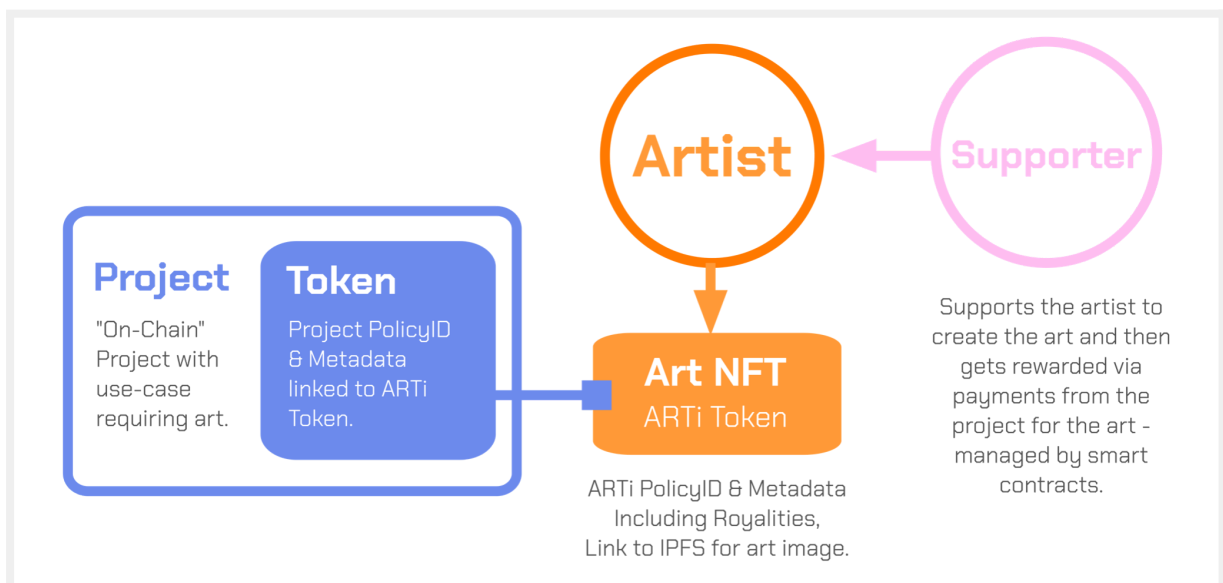 Artist
Supporter
Project
"On-Chain"
Project with
use-case
requiring art.
Token
Project PolicyID
& Metadata
linked to ARTi
Token.
Art NFT
ARTi Token
ARTi PolicyID & Metadata
Including Royalities,
Link to IPFS for art image.
Supports the artist to
create the art and then
gets rewarded via
payments from the
project for the art -
managed by smart
contracts.